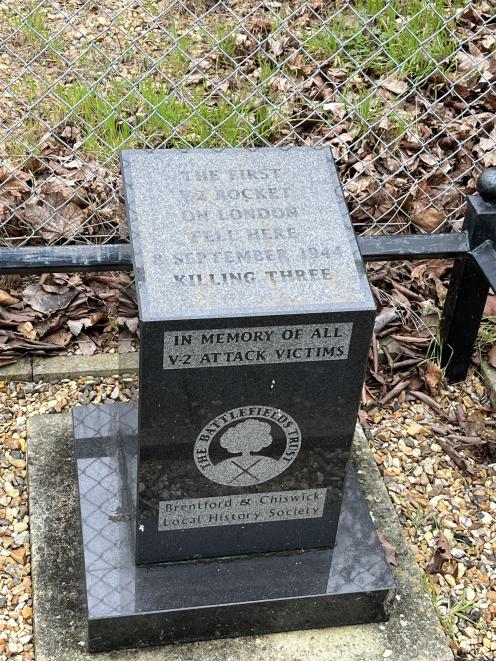 THE FIRST
V2 ROCKET
ON LONDON
FELL HERE
8 SEPTEMBER 1944
KILLING THREE
IN MEMORY OF ALL
V-2 ATTACK VICTIMS
THE BATTLEFIELDS TRUST
Brentford & Chiswick
Local History Society